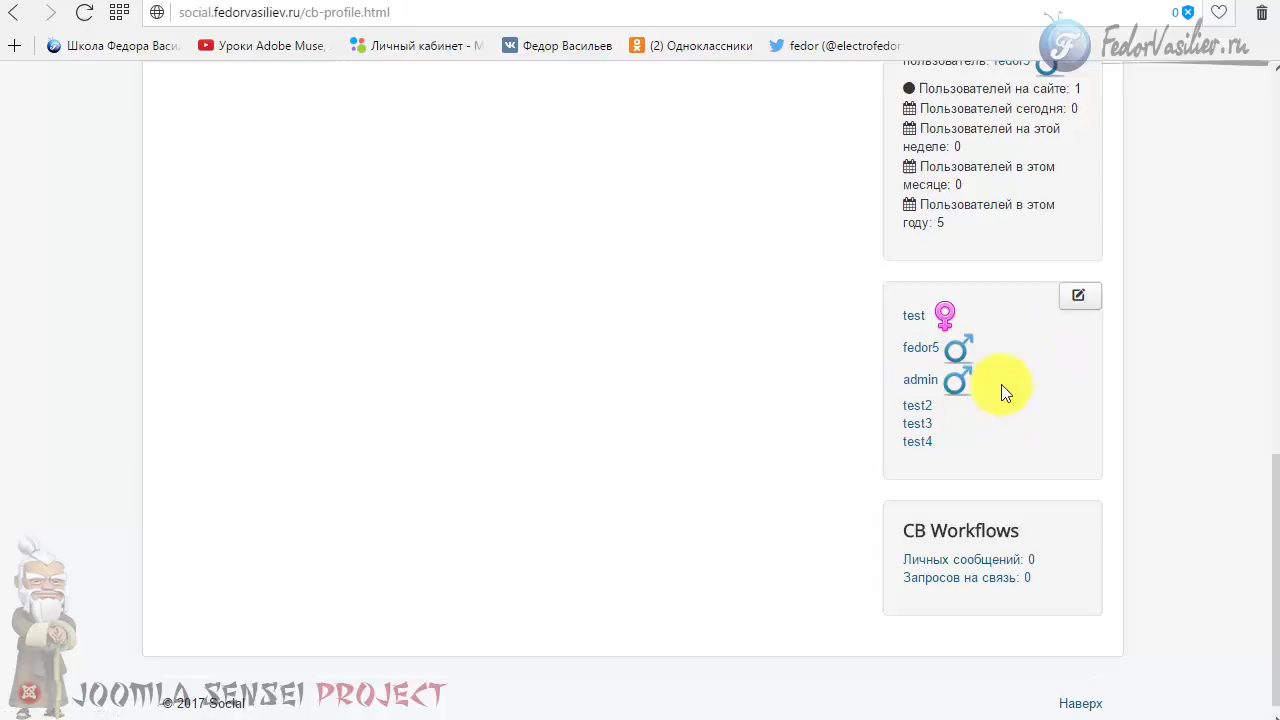 social.fedorvasiliev.ru/cb-profile.html
0
Школа Федора Васи.
Уроки Adobe Muse,
Личный кабинет - М
Федор Васильев
(2) Одноклассники
fedor (@electrofedor
FedorVasiliev.ru
пользователь: fedor5
Пользователей на сайте: 1
Пользователей сегодня: 0
Пользователей на этой
неделе: 0
Пользователей в этом
месяце: 0
Пользователей в этом
году: 5
test
fedor5
admin
test2
test3
test4
CB Workflows
Личных сообщений: 0
Запросов на связь: 0
JOOMLA SENSEI PROJECT
© 2017 Social
Наверх